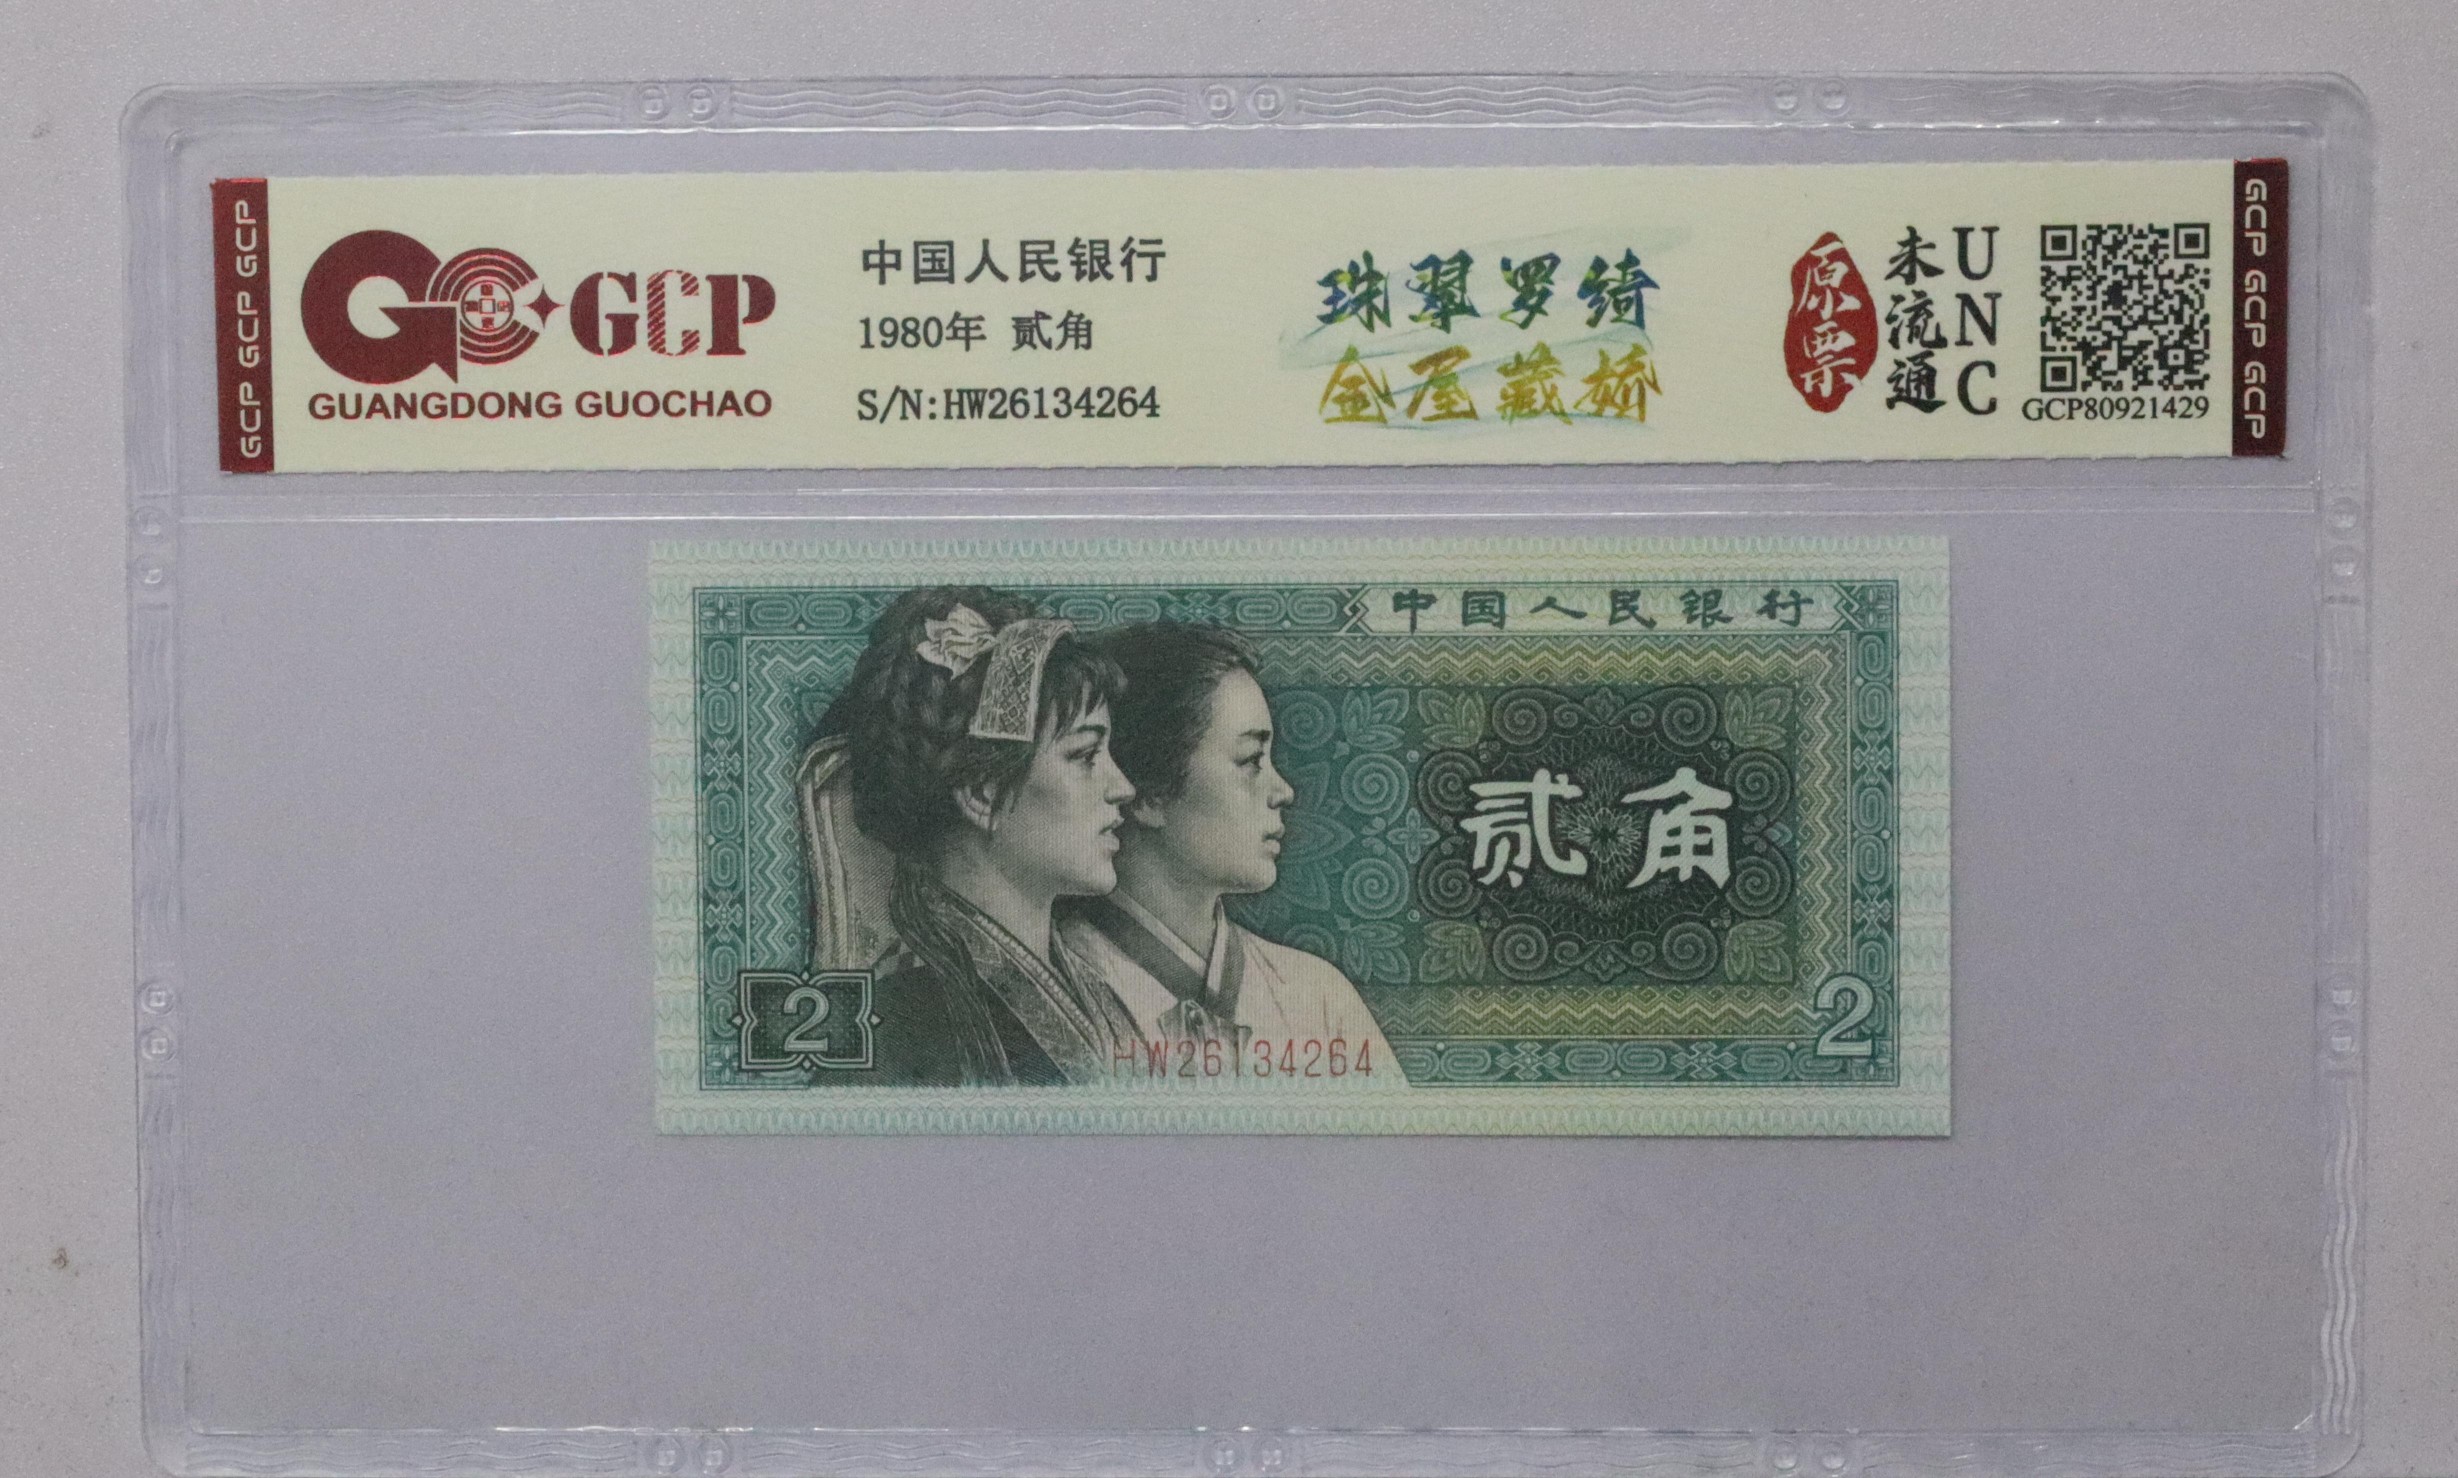 GCP GCP GCP
GCP
GUANGDONG GUOCHAO
中国人民银行
1980年 贰角
S/N:HW26134264
珠翠罗绮
金屋藏娇
原票
未流通
UNC
GCP80921429
GCP GCP GCP
中国人民银行
贰角
2
HW26134264
2